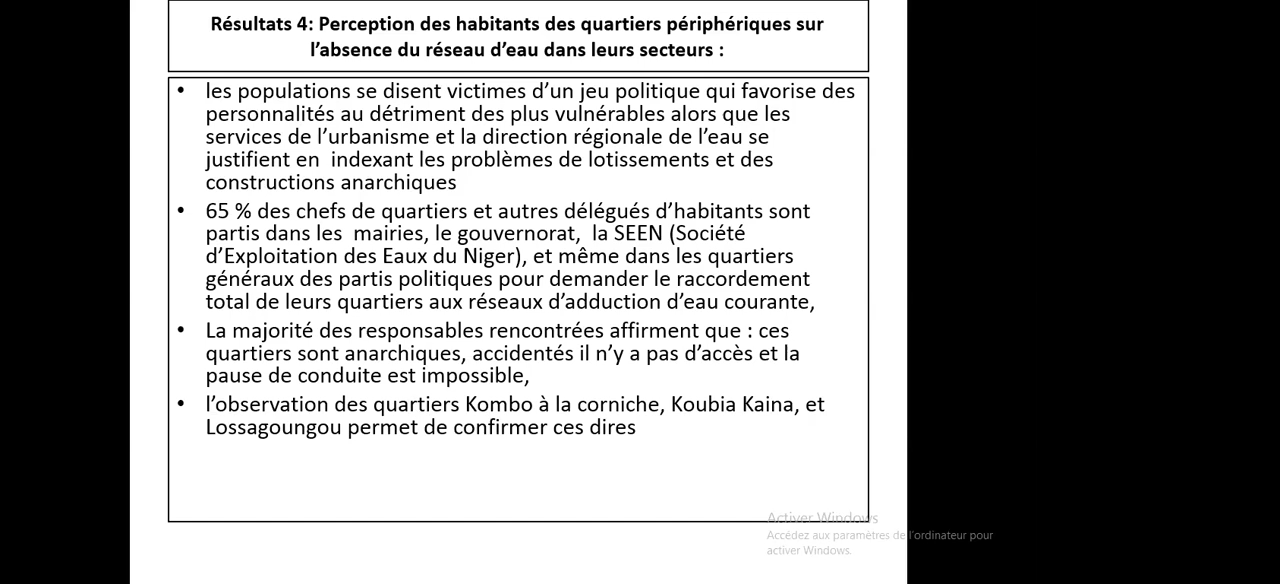 Résultats 4: Perception des habitants des quartiers périphériques sur
l’absence du réseau d’eau dans leurs secteurs :
• les populations se disent victimes d’un jeu politique qui favorise des
personnalités au détriment des plus vulnérables alors que les
services de l’urbanisme et la direction régionale de l’eau se
justifient en  indexant les problèmes de lotissements et des
constructions anarchiques
• 65 % des chefs de quartiers et autres délégués d’habitants sont
partis dans les  mairies, le gouvernorat,  la SEEN (Société
d’Exploitation des Eaux du Niger), et même dans les quartiers
généraux des partis politiques pour demander le raccordement
total de leurs quartiers aux réseaux d’adduction d’eau courante,
• La majorité des responsables rencontrées affirment que : ces
quartiers sont anarchiques, accidentés il n’y a pas d’accès et la
pause de conduite est impossible,
• l’observation des quartiers Kombo à la corniche, Koubia Kaina, et
Lossagoungou permet de confirmer ces dires
Activer Windows
Accédez aux paramètres de l’ordinateur pour
activer Windows.